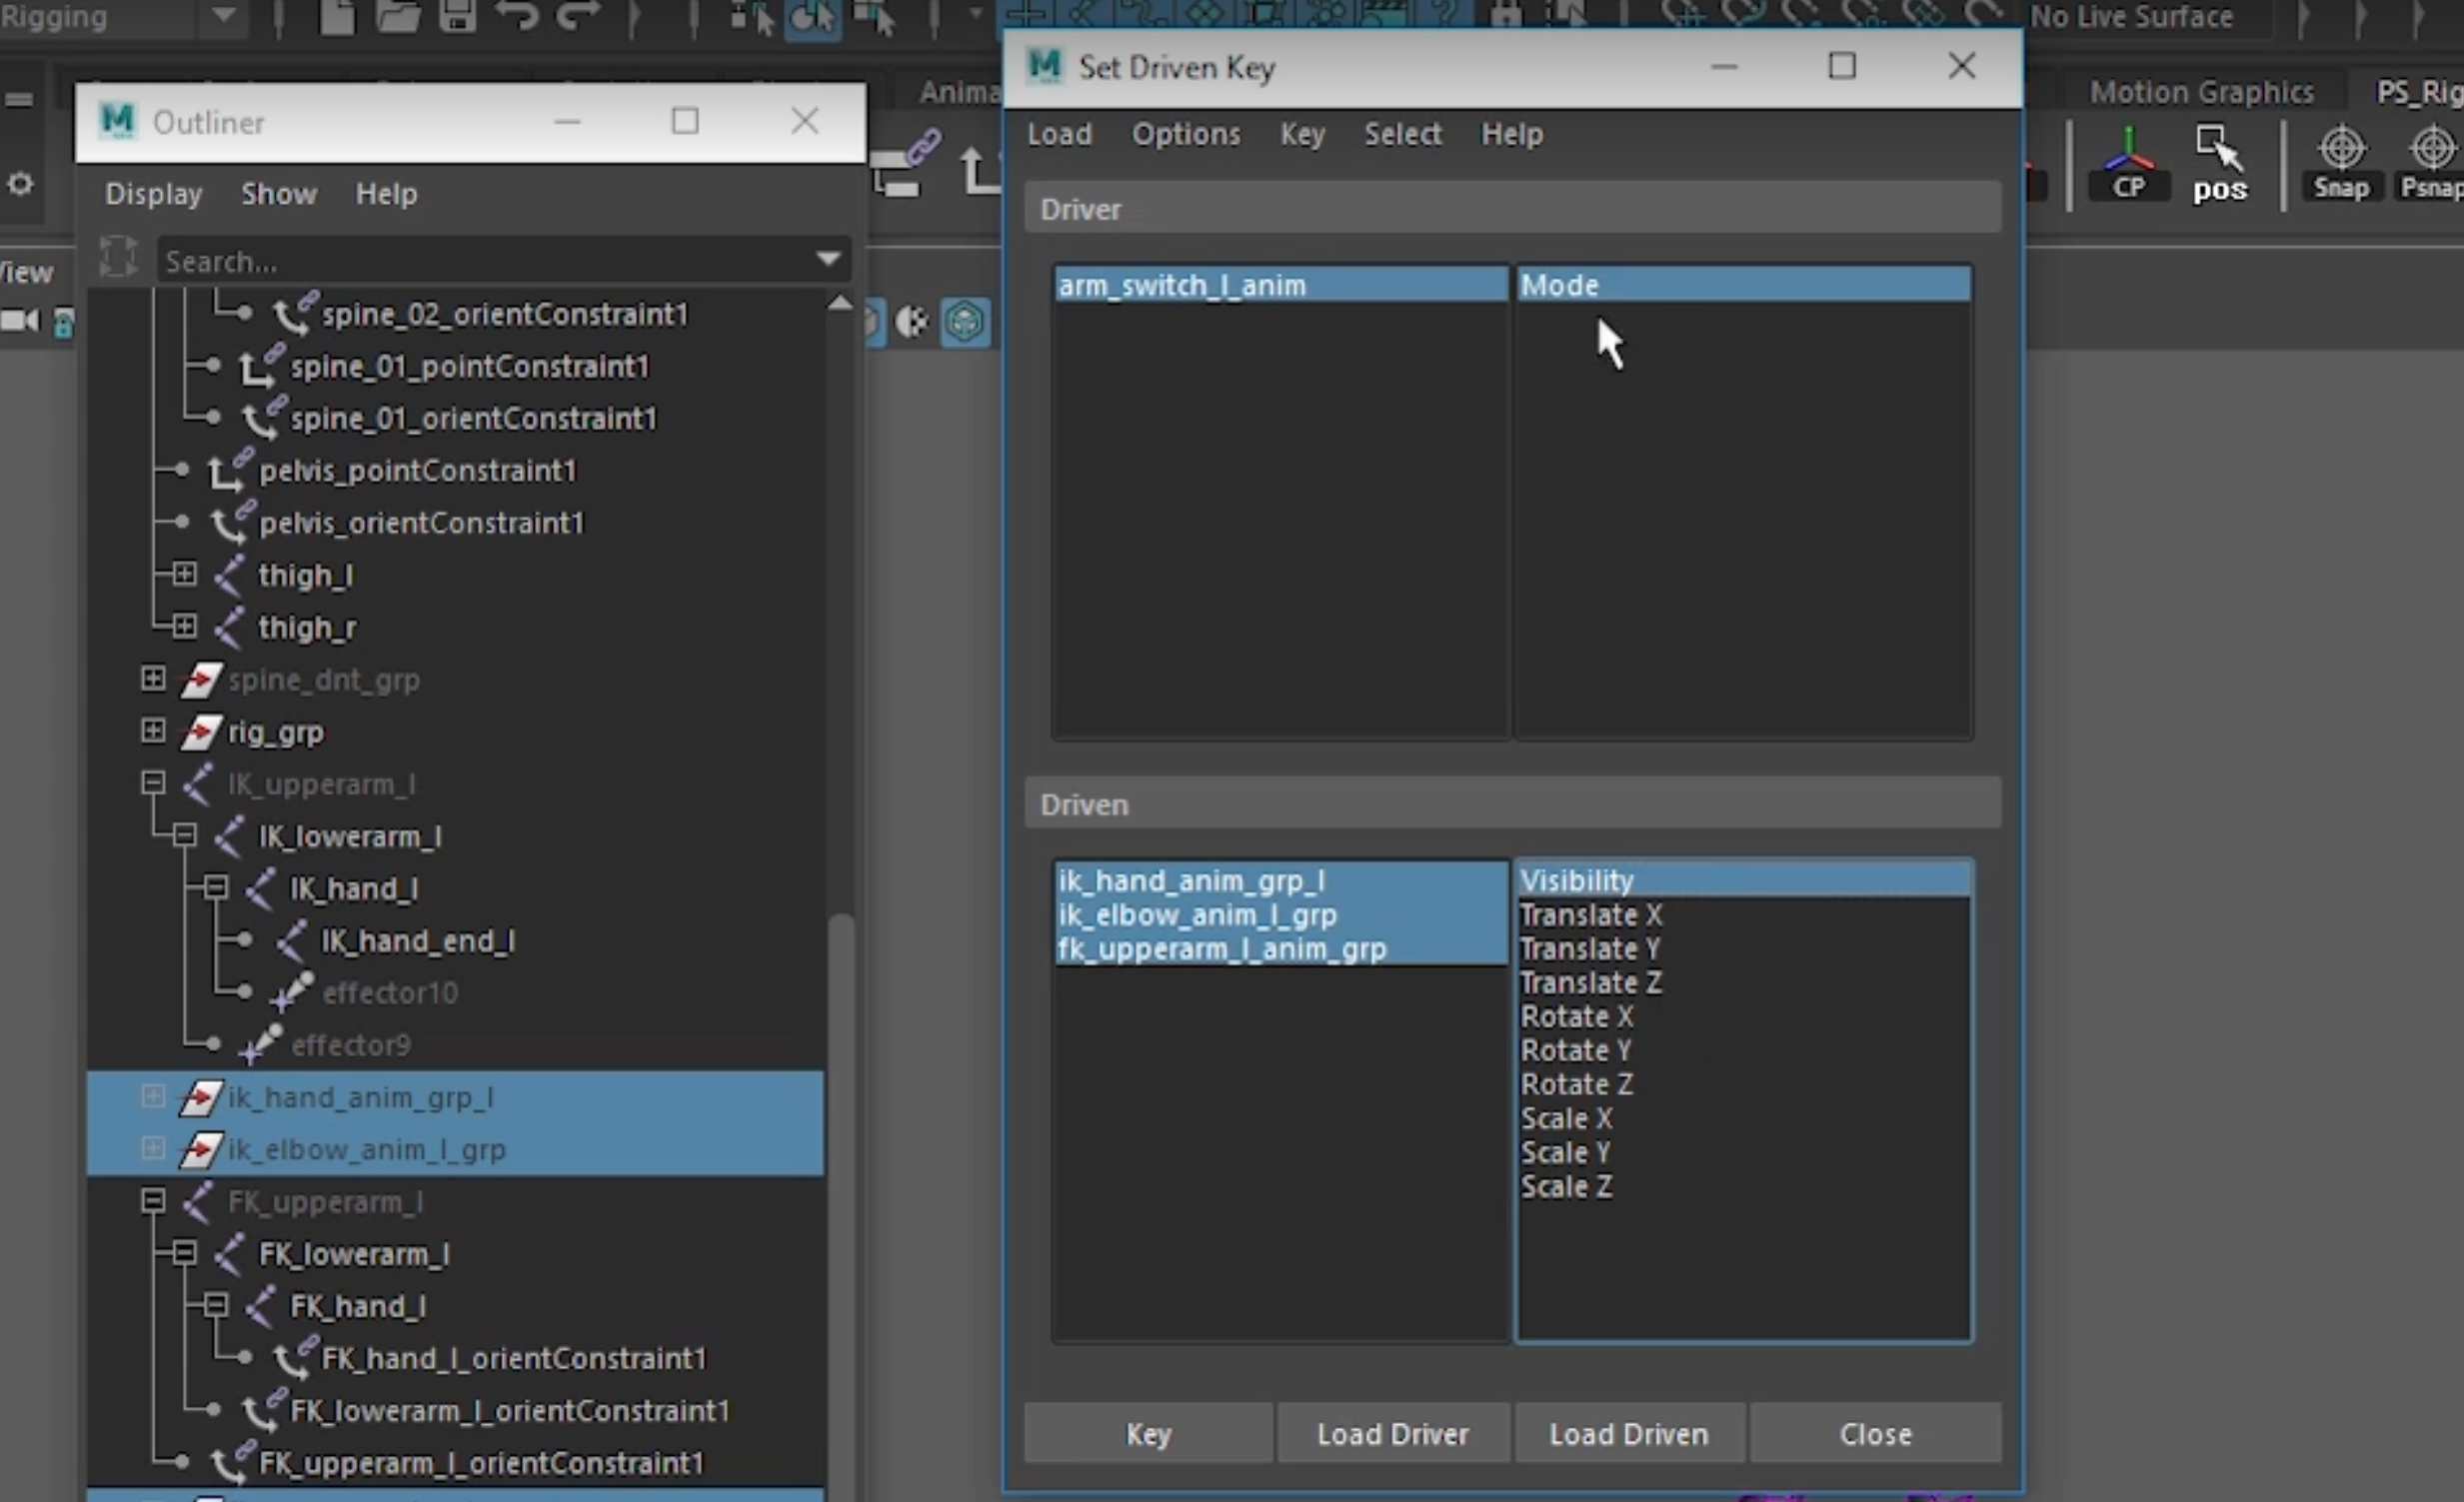 Rigging
No Live Surface
Set Driven Key
Anima
Motion Graphics
PS_Rig
Outliner
Load Options Key Select Help
CP
pos
Snap
Psnap
Display Show Help
Driver
Search...
View
arm_switch_l_anim
Mode
spine_02_orientConstraint1
spine_01_pointConstraint1
spine_01_orientConstraint1
pelvis_pointConstraint1
pelvis_orientConstraint1
thigh_l
thigh_r
spine_dnt_grp
rig_grp
IK_upperarm_l
IK_lowerarm_l
IK_hand_l
IK_hand_end_l
effector10
effector9
ik_hand_anim_grp_l
ik_elbow_anim_l_grp
FK_upperarm_l
FK_lowerarm_l
FK_hand_l
FK_hand_l_orientConstraint1
FK_lowerarm_l_orientConstraint1
FK_upperarm_l_orientConstraint1
Driven
ik_hand_anim_grp_l
ik_elbow_anim_l_grp
fk_upperarm_l_anim_grp
Visibility
Translate X
Translate Y
Translate Z
Rotate X
Rotate Y
Rotate Z
Scale X
Scale Y
Scale Z
Key
Load Driver
Load Driven
Close